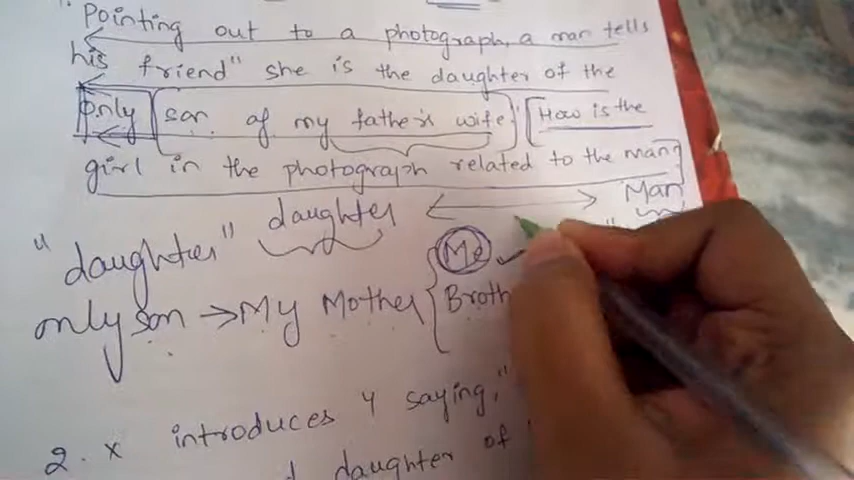 " Pointing out to a photograph, a man tells
his friend" she is the daughter of the
only son of my father's wife" How is the
girl in the photograph related to the man?
daughter Man
"daughter" Me
only son → My Mother Broth
2. X introduces Y saying, "
daughter of "